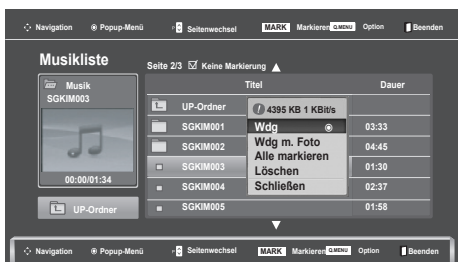 Navigation Popup-Menü P Seitenwechsel MARK Markieren Q.MENU Option Beenden
Musikliste
Seite 2/3 Keine Markierung
Musik
SGKIM003
00:00/01:34
UP-Ordner
Titel Dauer
UP-Ordner
SGKIM001 03:33
SGKIM002 04:45
SGKIM003 01:30
SGKIM004 02:37
SGKIM005 01:58
4395 KB 1 KBit/s
Wdg
Wdg m. Foto
Alle markieren
Löschen
Schließen
Navigation Popup-Menü P Seitenwechsel MARK Markieren Q.MENU Option Beenden